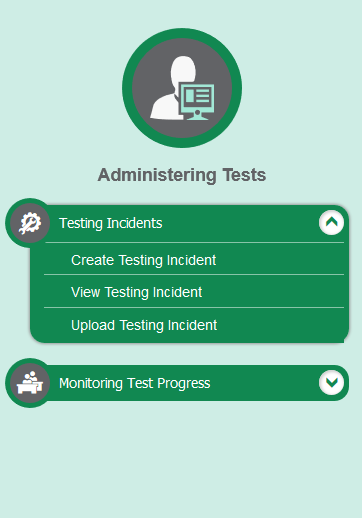 Administering Tests
Testing Incidents
Create Testing Incident
View Testing Incident
Upload Testing Incident
Monitoring Test Progress